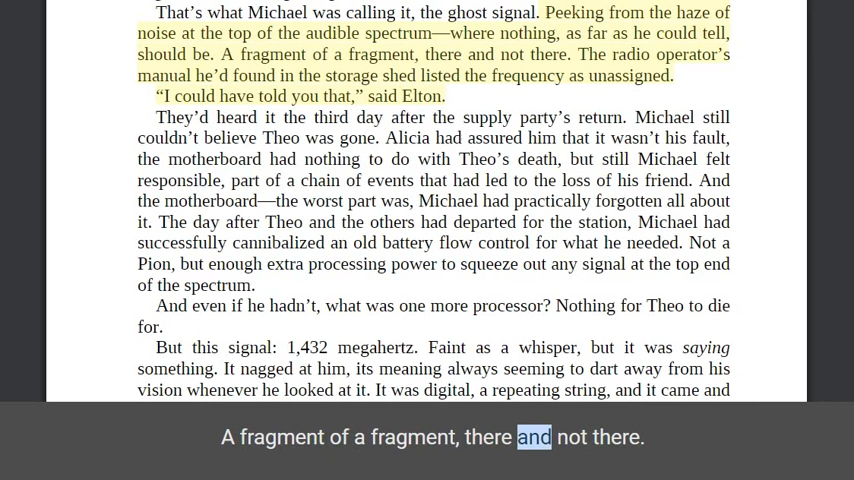 That’s what Michael was calling it, the ghost signal. Peeking from the haze of
noise at the top of the audible spectrum—where nothing, as far as he could tell,
should be. A fragment of a fragment, there and not there. The radio operator’s
manual he’d found in the storage shed listed the frequency as unassigned.
“I could have told you that,” said Elton.
They’d heard it the third day after the supply party’s return. Michael still
couldn’t believe Theo was gone. Alicia had assured him that it wasn’t his fault,
the motherboard had nothing to do with Theo’s death, but still Michael felt
responsible, part of a chain of events that had led to the loss of his friend. And
the motherboard—the worst part was, Michael had practically forgotten all about
it. The day after Theo and the others had departed for the station, Michael had
successfully cannibalized an old battery flow control for what he needed. Not a
Pion, but enough extra processing power to squeeze out any signal at the top end
of the spectrum.
And even if he hadn’t, what was one more processor? Nothing for Theo to die
for.
But this signal: 1,432 megahertz. Faint as a whisper, but it was saying
something. It nagged at him, its meaning always seeming to dart away from his
vision whenever he looked at it. It was digital, a repeating string, and it came and
A fragment of a fragment, there and not there.